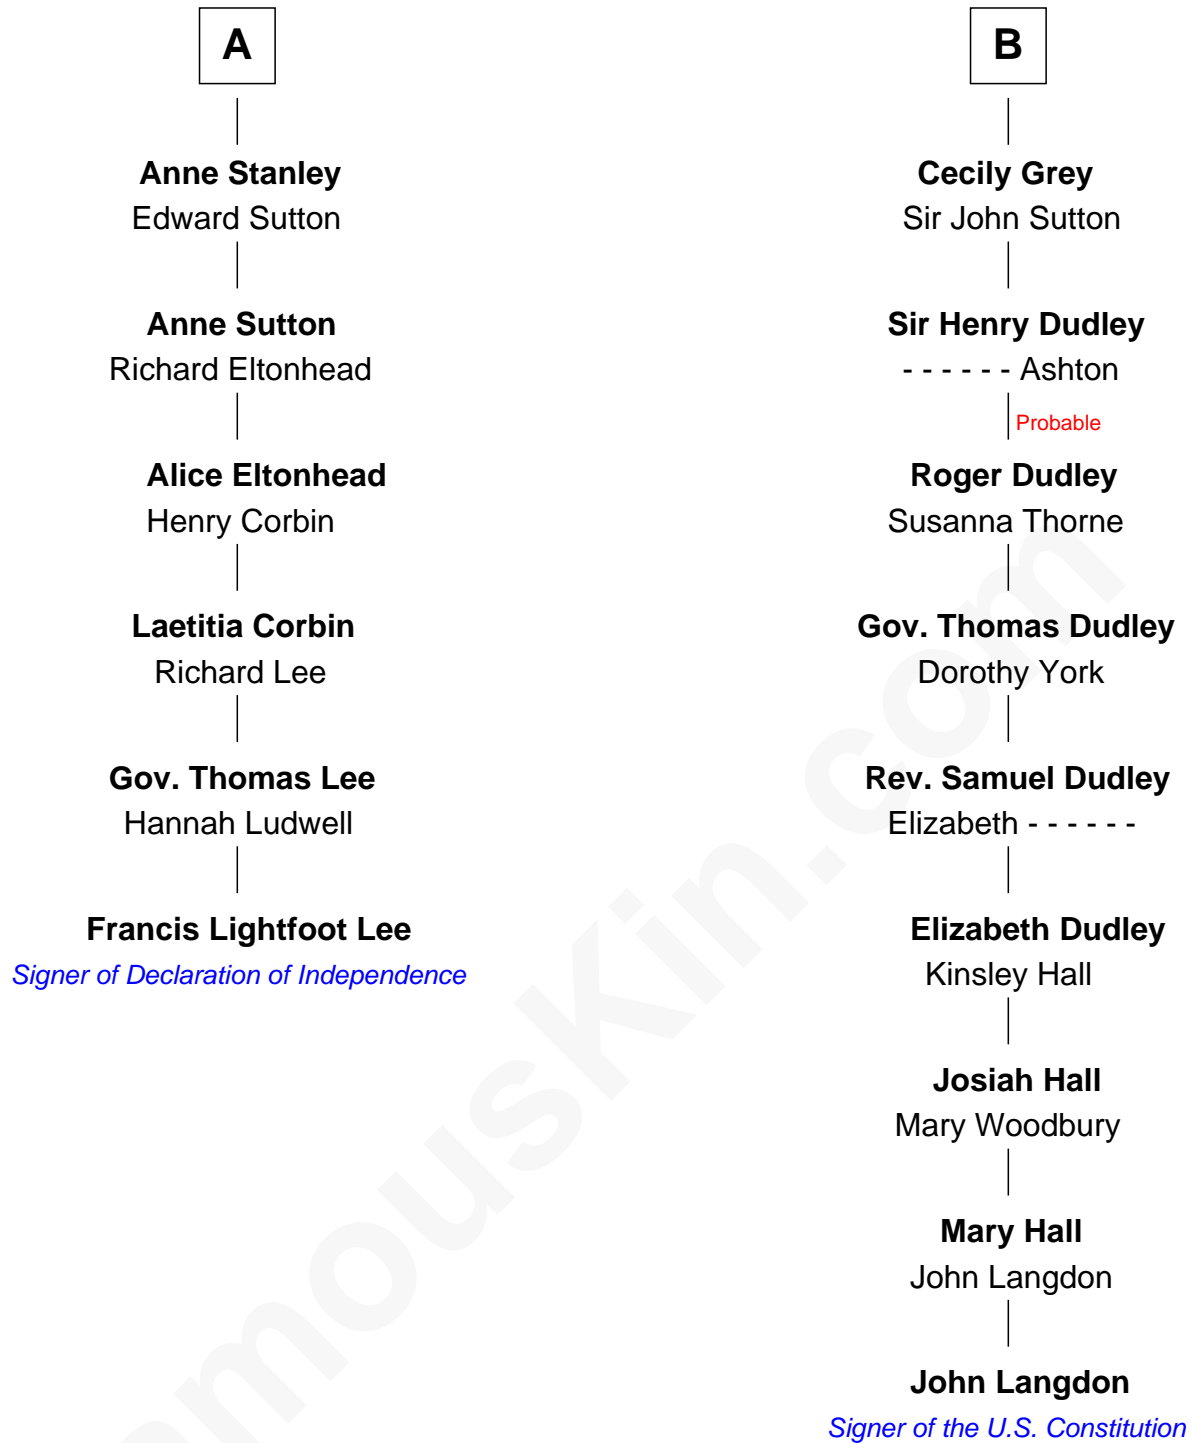 A
Anne Stanley
Edward Sutton
Anne Sutton
Richard Eltonhead
Alice Eltonhead
Henry Corbin
Laetitia Corbin
Richard Lee
Gov. Thomas Lee
Hannah Ludwell
Francis Lightfoot Lee
Signer of Declaration of Independence
B
Cecily Grey
Sir John Sutton
Sir Henry Dudley
- - - - - - Ashton
Probable
Roger Dudley
Susanna Thorne
Gov. Thomas Dudley
Dorothy York
Rev. Samuel Dudley
Elizabeth - - - - - -
Elizabeth Dudley
Kinsley Hall
Josiah Hall
Mary Woodbury
Mary Hall
John Langdon
John Langdon
Signer of the U.S. Constitution
amouskin.com